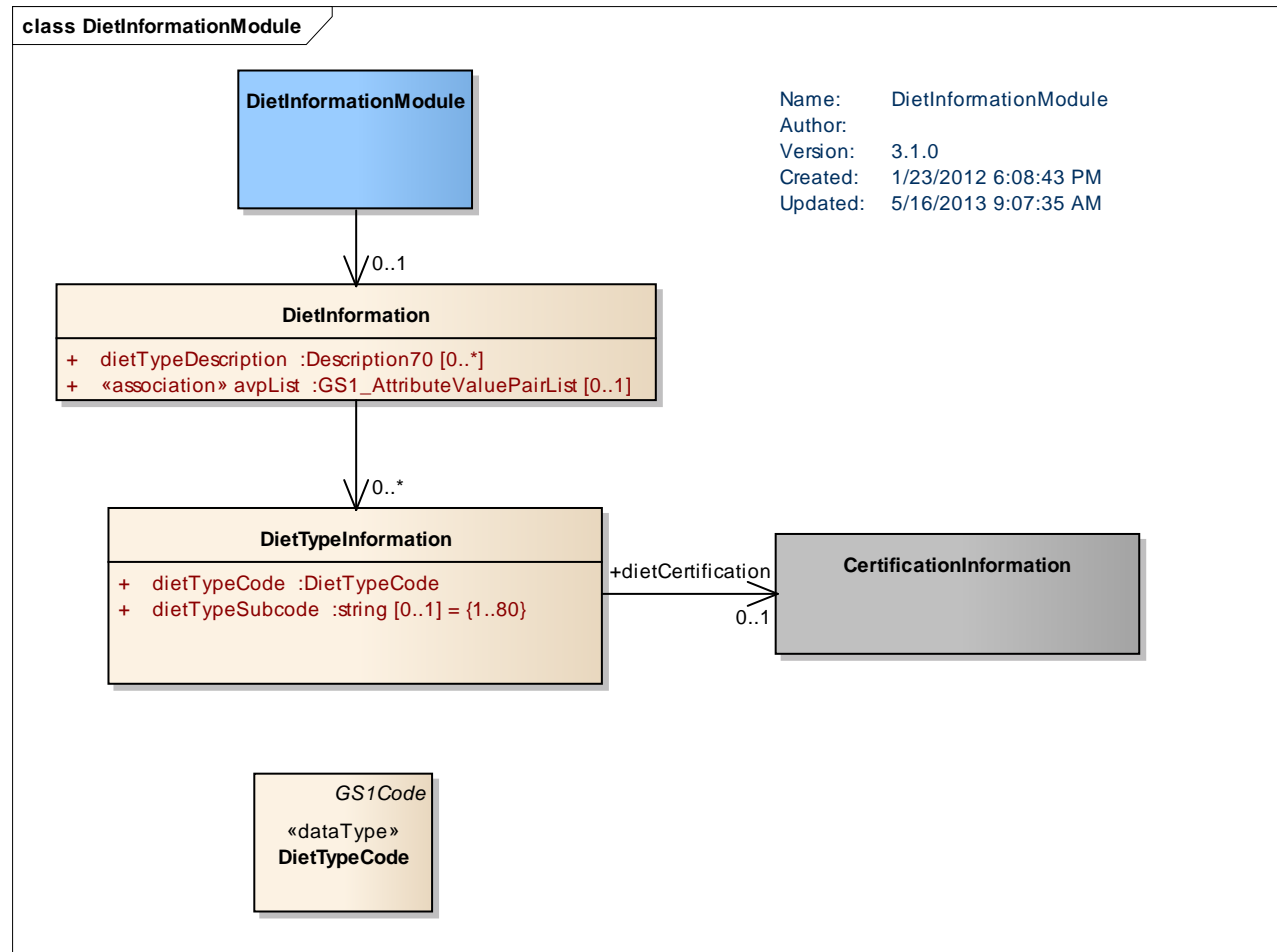 class DietInformationModule
DietInformationModule
Name: DietInformationModule
Author:
Version: 3.1.0
Created: 1/23/2012 6:08:43 PM
Updated: 5/16/2013 9:07:35 AM
0..1
DietInformation
+ dietTypeDescription :Description70 [0..*]
+ «association» avpList :GS1_AttributeValuePairList [0..1]
0..*
DietTypeInformation
+ dietTypeCode :DietTypeCode
+ dietTypeSubcode :string [0..1] = {1..80}
+dietCertification
0..1
CertificationInformation
GS1Code
«dataType»
DietTypeCode